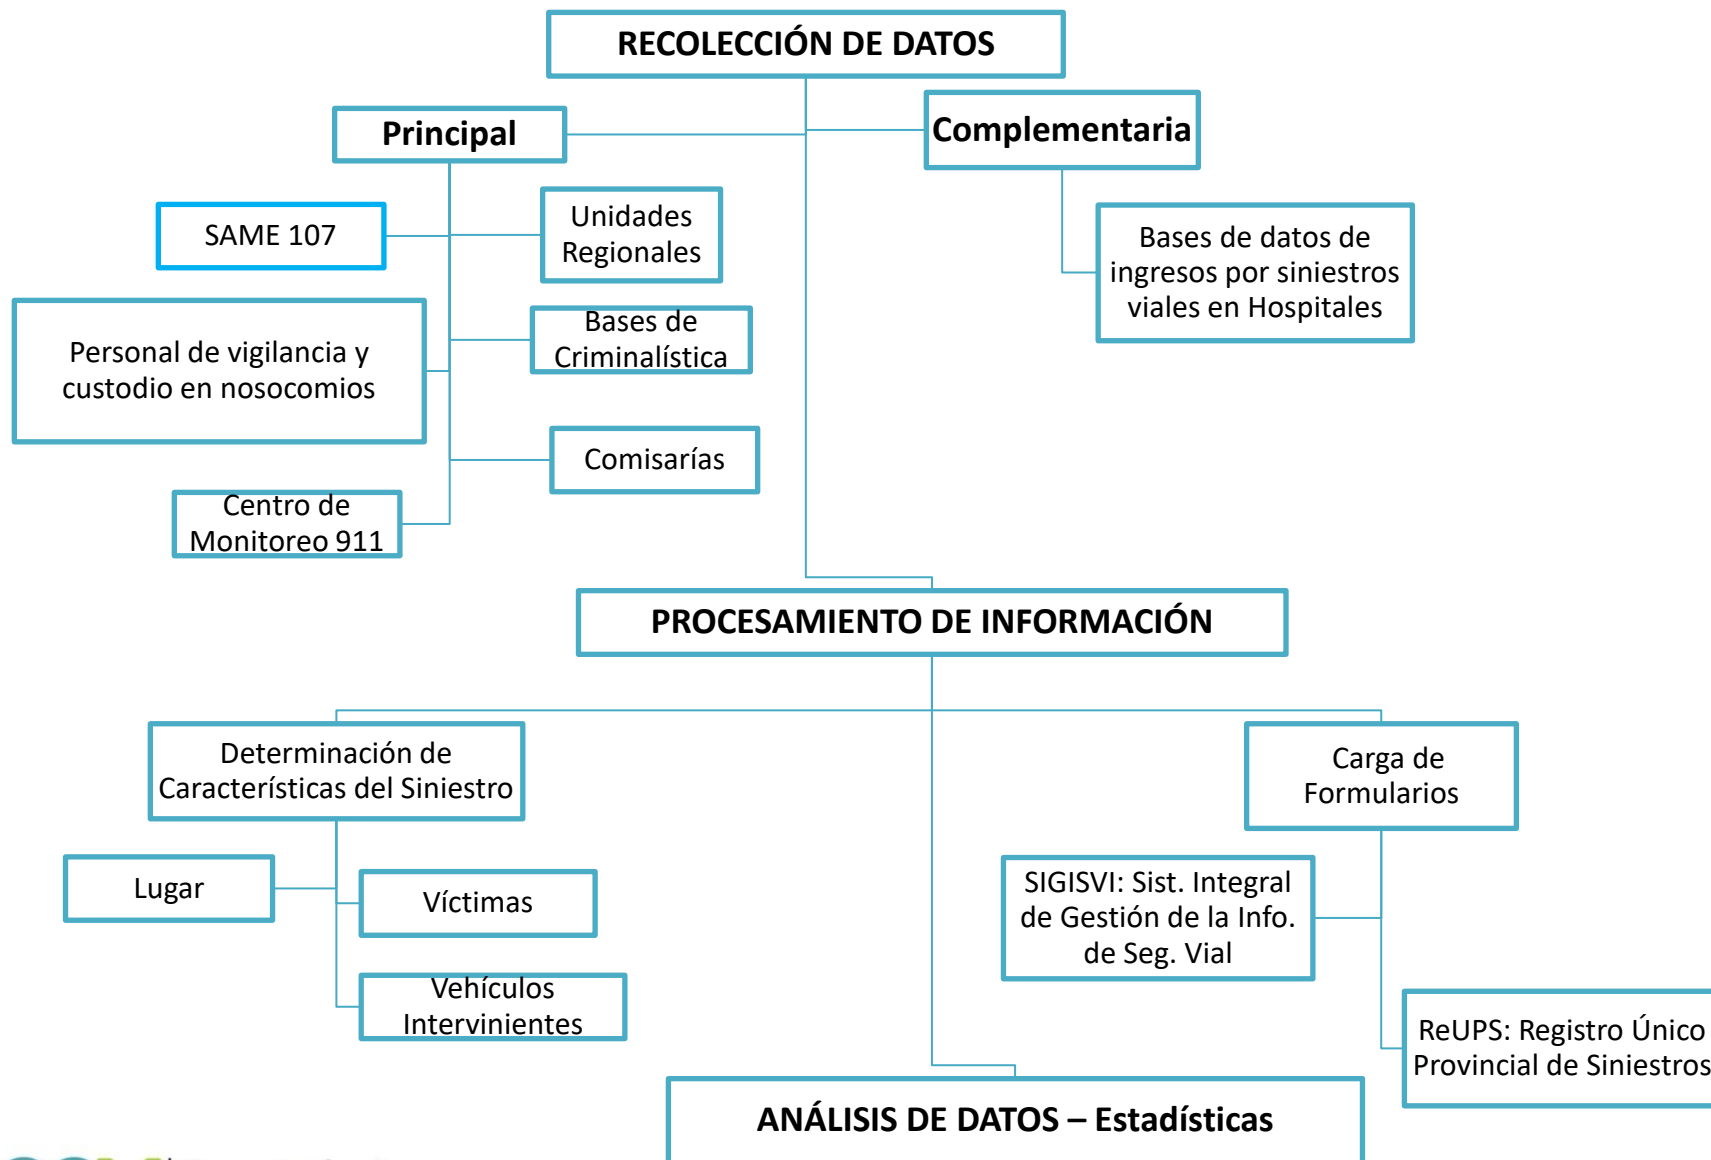 RECOLECCIÓN DE DATOS
Principal
Complementaria
SAME 107
Unidades
Regionales
Bases de datos de
ingresos por siniestros
viales en Hospitales
Personal de vigilancia y
custodio en nosocomios
Bases de
Criminalística
Comisarías
Centro de
Monitoreo 911
PROCESAMIENTO DE INFORMACIÓN
Determinación de
Características del Siniestro
Carga de
Formularios
Lugar
Víctimas
Vehículos
Intervinientes
SIGISVI: Sist. Integral
de Gestión de la Info.
de Seg. Vial
ReUPS: Registro Único
Provincial de Siniestros
ANÁLISIS DE DATOS – Estadísticas